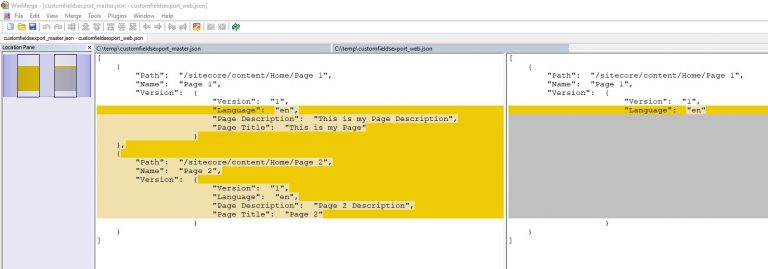 WinMerge - [customfieldsexport_master.json - customfieldsexport_web.json]
File Edit View Merge Tools Plugins Window Help
customfieldsexport_master.json - customfieldsexport_web.json
Location Pane
x
C:\temp\customfieldsexport_master.json
[
{
"Path": "/sitecore/content/Home/Page 1",
"Name": "Page 1",
"Version": {
"Version": "1",
"Language": "en",
"Page Description": "This is my Page Description",
"Page Title": "This is my Page"
}
},
{
"Path": "/sitecore/content/Home/Page 2",
"Name": "Page 2",
"Version": {
"Version": "1",
"Language": "en",
"Page Description": "Page 2 Description",
"Page Title": "Page 2"
}
}
]
C:\temp\customfieldsexport_web.json
[
{
"Path": "/sitecore/content/Home/Page 1",
"Name": "Page 1",
"Version": {
"Version": "1",
"Language": "en"
}
}
]